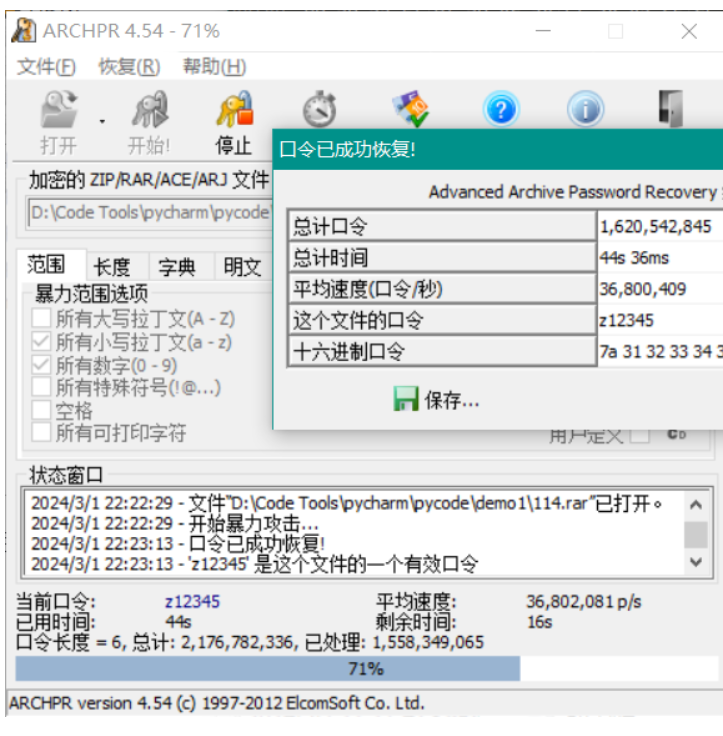 ARCHPR 4.54 - 71%
文件(F) 恢复(R) 帮助(H)
打开 开始! 停止
口令已成功恢复!
加密的 ZIP/RAR/ACE/ARJ 文件
Advanced Archive Password Recovery
D:\Code Tools\pycharm\pycode\
总计口令 1,620,542,845
总计时间 44s 36ms
平均速度(口令/秒) 36,800,409
这个文件的口令 z12345
十六进制口令 7a 31 32 33 34 3
保存...
范围 长度 字典 明文
暴力范围选项
所有大写拉丁文(A - Z)
所有小写拉丁文(a - z)
所有数字(0 - 9)
所有特殊符号(!@...)
空格
所有可打印字符
用户定义
状态窗口
2024/3/1 22:22:29 - 文件"D:\Code Tools\pycharm\pycode\demo1\114.rar"已打开。
2024/3/1 22:22:29 - 开始暴力攻击...
2024/3/1 22:23:13 - 口令已成功恢复!
2024/3/1 22:23:13 - 'z12345' 是这个文件的一个有效口令
当前口令: z12345 平均速度: 36,802,081 p/s
已用时间: 44s 剩余时间: 16s
口令长度 = 6, 总计: 2,176,782,336, 已处理: 1,558,349,065
71%
ARCHPR version 4.54 (c) 1997-2012 ElcomSoft Co. Ltd.